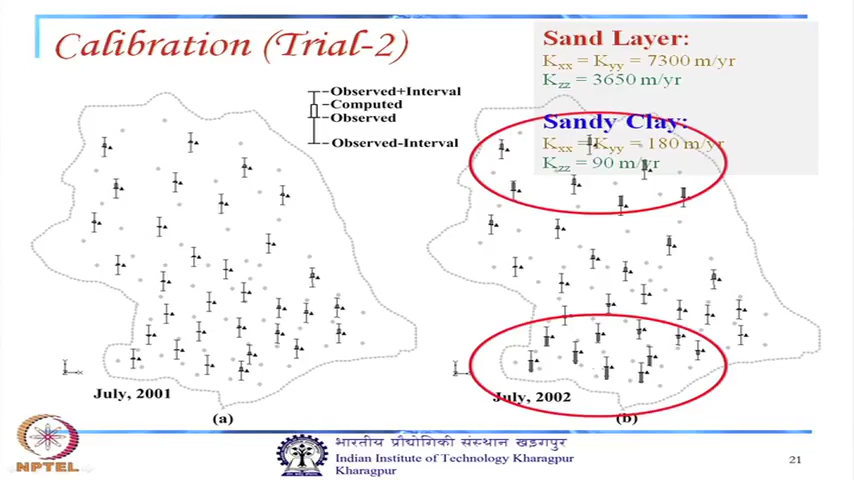 Calibration (Trial-2)
Sand Layer:
Kxx = Kyy = 7300 m/yr
Kzz = 3650 m/yr
Sandy Clay:
Kxx = Kyy = 180 m/yr
Kzz = 90 m/yr
Observed+Interval
Computed
Observed
Observed-Interval
July, 2001
(a)
July, 2002
(b)
NPTEL
भारतीय प्रौद्योगिकी संस्थान खड़गपुर
Indian Institute of Technology Kharagpur
Kharagpur
21